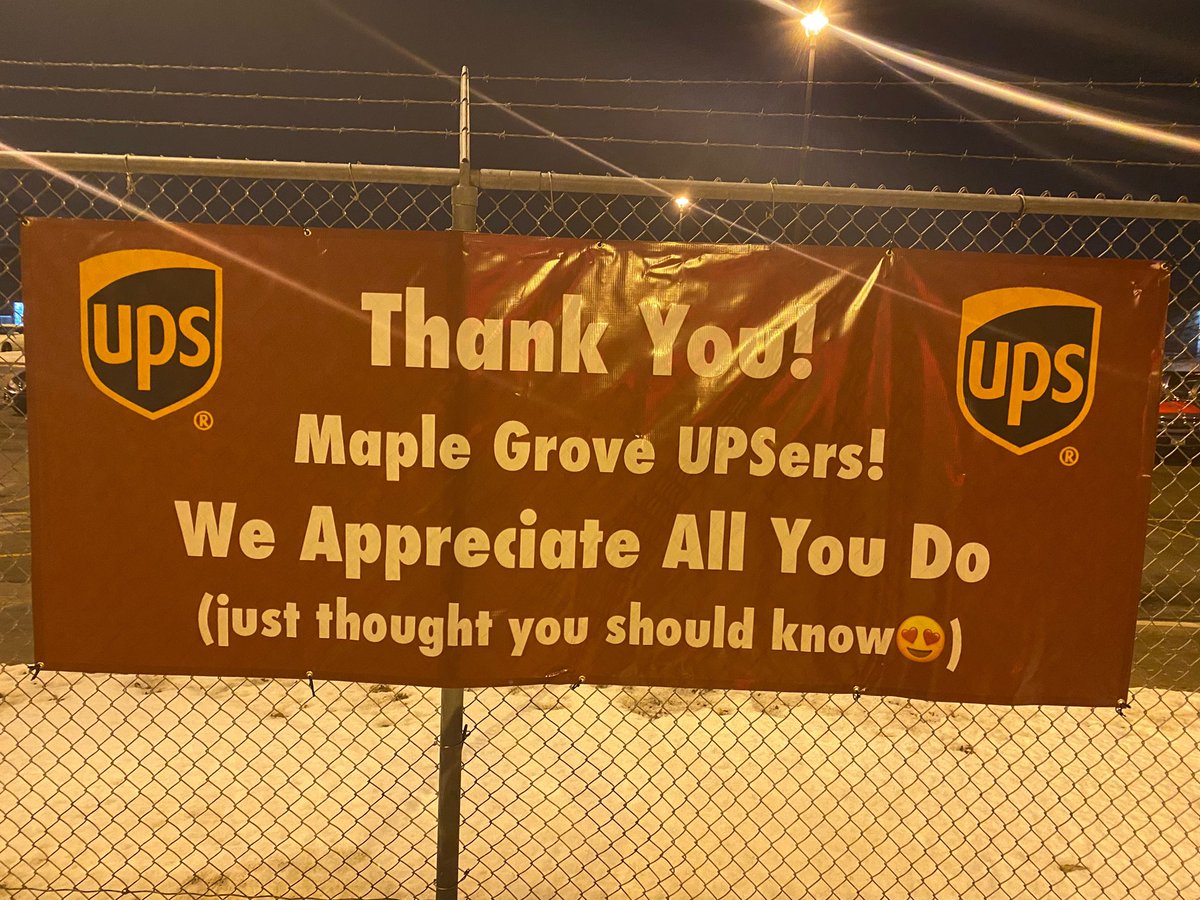 ups ®
ups ®
Thank You!
Maple Grove UPSers!
We Appreciate All You Do
(just thought you should know😍)